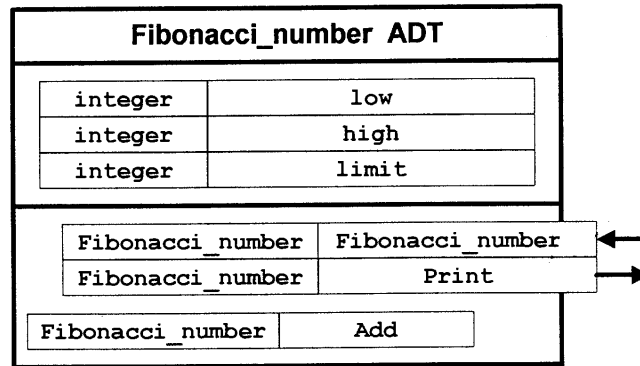 Fibonacci_number ADT
integer low
integer high
integer limit
Fibonacci_number Fibonacci_number
Fibonacci_number Print
Fibonacci_number Add